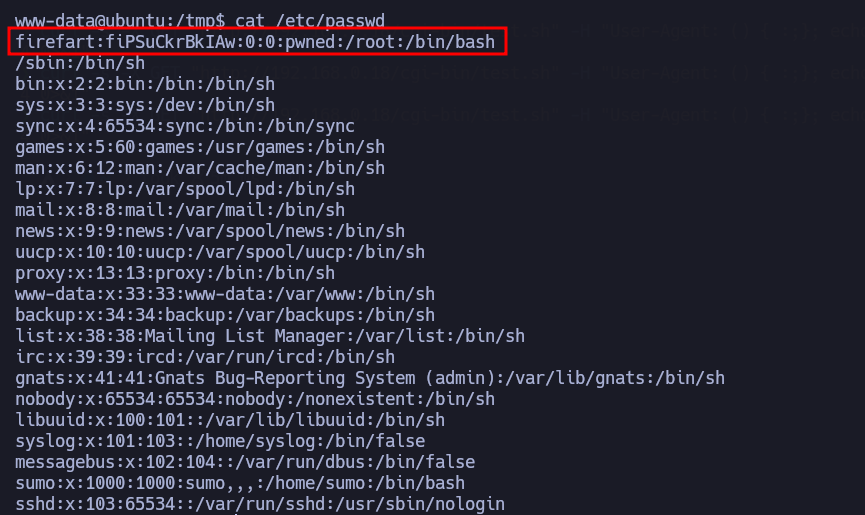 www-data@ubuntu:/tmp$ cat /etc/passwd
firefart:fiPSuCkrBkIAw:0:0:pwned:/root:/bin/bash
/sbin:/bin/sh
bin:x:2:2:bin:/bin:/bin/sh
sys:x:3:3:sys:/dev:/bin/sh
sync:x:4:65534:sync:/bin:/bin/sync
games:x:5:60:games:/usr/games:/bin/sh
man:x:6:12:man:/var/cache/man:/bin/sh
lp:x:7:7:lp:/var/spool/lpd:/bin/sh
mail:x:8:8:mail:/var/mail:/bin/sh
news:x:9:9:news:/var/spool/news:/bin/sh
uucp:x:10:10:uucp:/var/spool/uucp:/bin/sh
proxy:x:13:13:proxy:/bin:/bin/sh
www-data:x:33:33:www-data:/var/www:/bin/sh
backup:x:34:34:backup:/var/backups:/bin/sh
list:x:38:38:Mailing List Manager:/var/list:/bin/sh
irc:x:39:39:ircd:/var/run/ircd:/bin/sh
gnats:x:41:41:Gnats Bug-Reporting System (admin):/var/lib/gnats:/bin/sh
nobody:x:65534:65534:nobody:/nonexistent:/bin/sh
libuuid:x:100:101::/var/lib/libuuid:/bin/sh
syslog:x:101:103::/home/syslog:/bin/false
messagebus:x:102:104::/var/run/dbus:/bin/false
sumo:x:1000:1000:sumo,,,:/home/sumo:/bin/bash
sshd:x:103:65534::/var/run/sshd:/usr/sbin/nologin